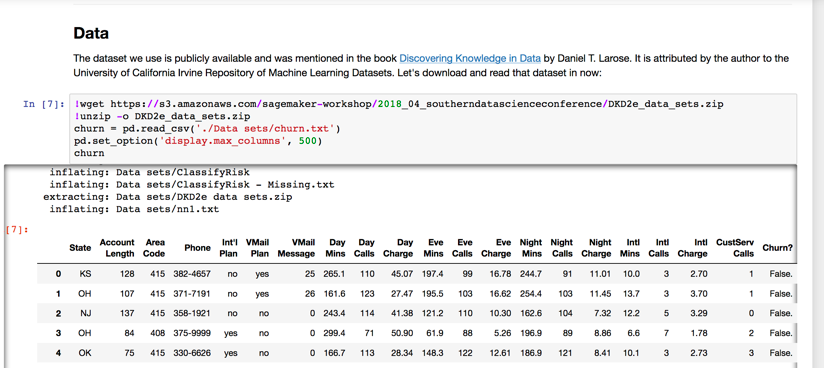 Data
The dataset we use is publicly available and was mentioned in the book Discovering Knowledge in Data by Daniel T. Larose. It is attributed by the author to the
University of California Irvine Repository of Machine Learning Datasets. Let's download and read that dataset in now:
In [7]: !wget https://s3.amazonaws.com/sagemaker-workshop/2018_04_southerndatascienceconference/DKD2e_data_sets.zip
!unzip -o DKD2e_data_sets.zip
churn = pd.read_csv('./Data sets/churn.txt')
pd.set_option('display.max_columns', 500)
churn
inflating: Data sets/ClassifyRisk
inflating: Data sets/ClassifyRisk - Missing.txt
extracting: Data sets/DKD2e data sets.zip
inflating: Data sets/nn1.txt
[7]:
State Account Length Area Code Phone Int'l Plan VMail Plan VMail Message Day Mins Day Calls Day Charge Eve Mins Eve Calls Eve Charge Night Mins Night Calls Night Charge Intl Mins Intl Calls Intl Charge CustServ Calls Churn?
0 KS 128 415 382-4657 no yes 25 265.1 110 45.07 197.4 99 16.78 244.7 91 11.01 10.0 3 2.70 1 False.
1 OH 107 415 371-7191 no yes 26 161.6 123 27.47 195.5 103 16.62 254.4 103 11.45 13.7 3 3.70 1 False.
2 NJ 137 415 358-1921 no no 0 243.4 114 41.38 121.2 110 10.30 162.6 104 7.32 12.2 5 3.29 0 False.
3 OH 84 408 375-9999 yes no 0 299.4 71 50.90 61.9 88 5.26 196.9 89 8.86 6.6 7 1.78 2 False.
4 OK 75 415 330-6626 yes no 0 166.7 113 28.34 148.3 122 12.61 186.9 121 8.41 10.1 3 2.73 3 False.